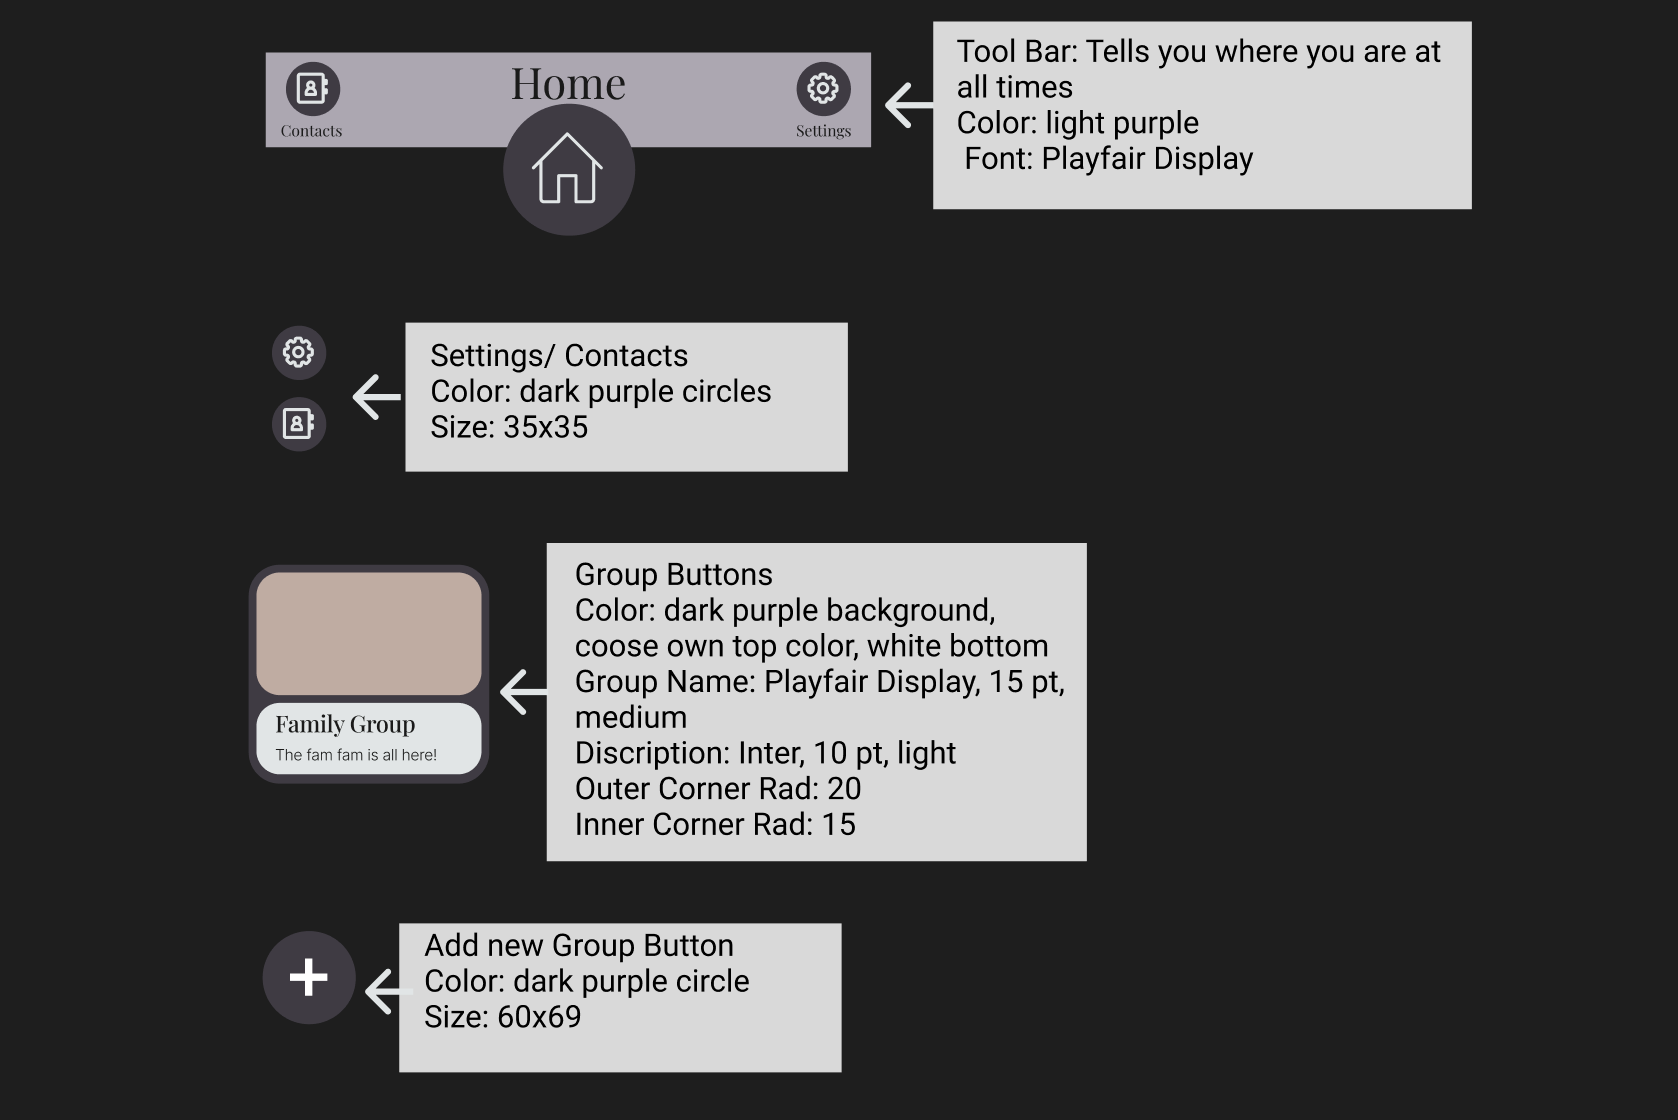 Home
Contacts
Settings
Tool Bar: Tells you where you are at
all times
Color: light purple
Font: Playfair Display
Settings/ Contacts
Color: dark purple circles
Size: 35x35
Family Group
The fam fam is all here!
Group Buttons
Color: dark purple background,
coose own top color, white bottom
Group Name: Playfair Display, 15 pt,
medium
Discription: Inter, 10 pt, light
Outer Corner Rad: 20
Inner Corner Rad: 15
Add new Group Button
Color: dark purple circle
Size: 60x69